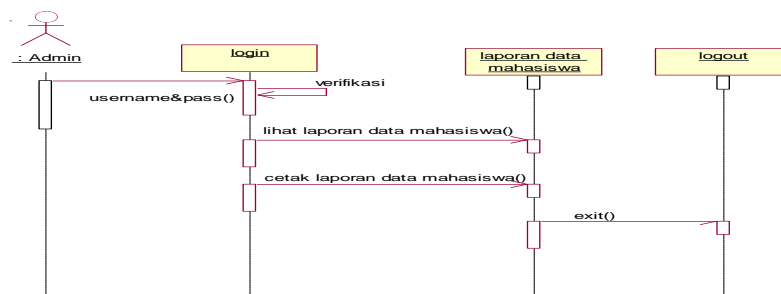 : Admin
login
laporan data
mahasiswa
logout
verifikasi
username&pass()
lihat laporan data mahasiswa()
cetak laporan data mahasiswa()
exit()